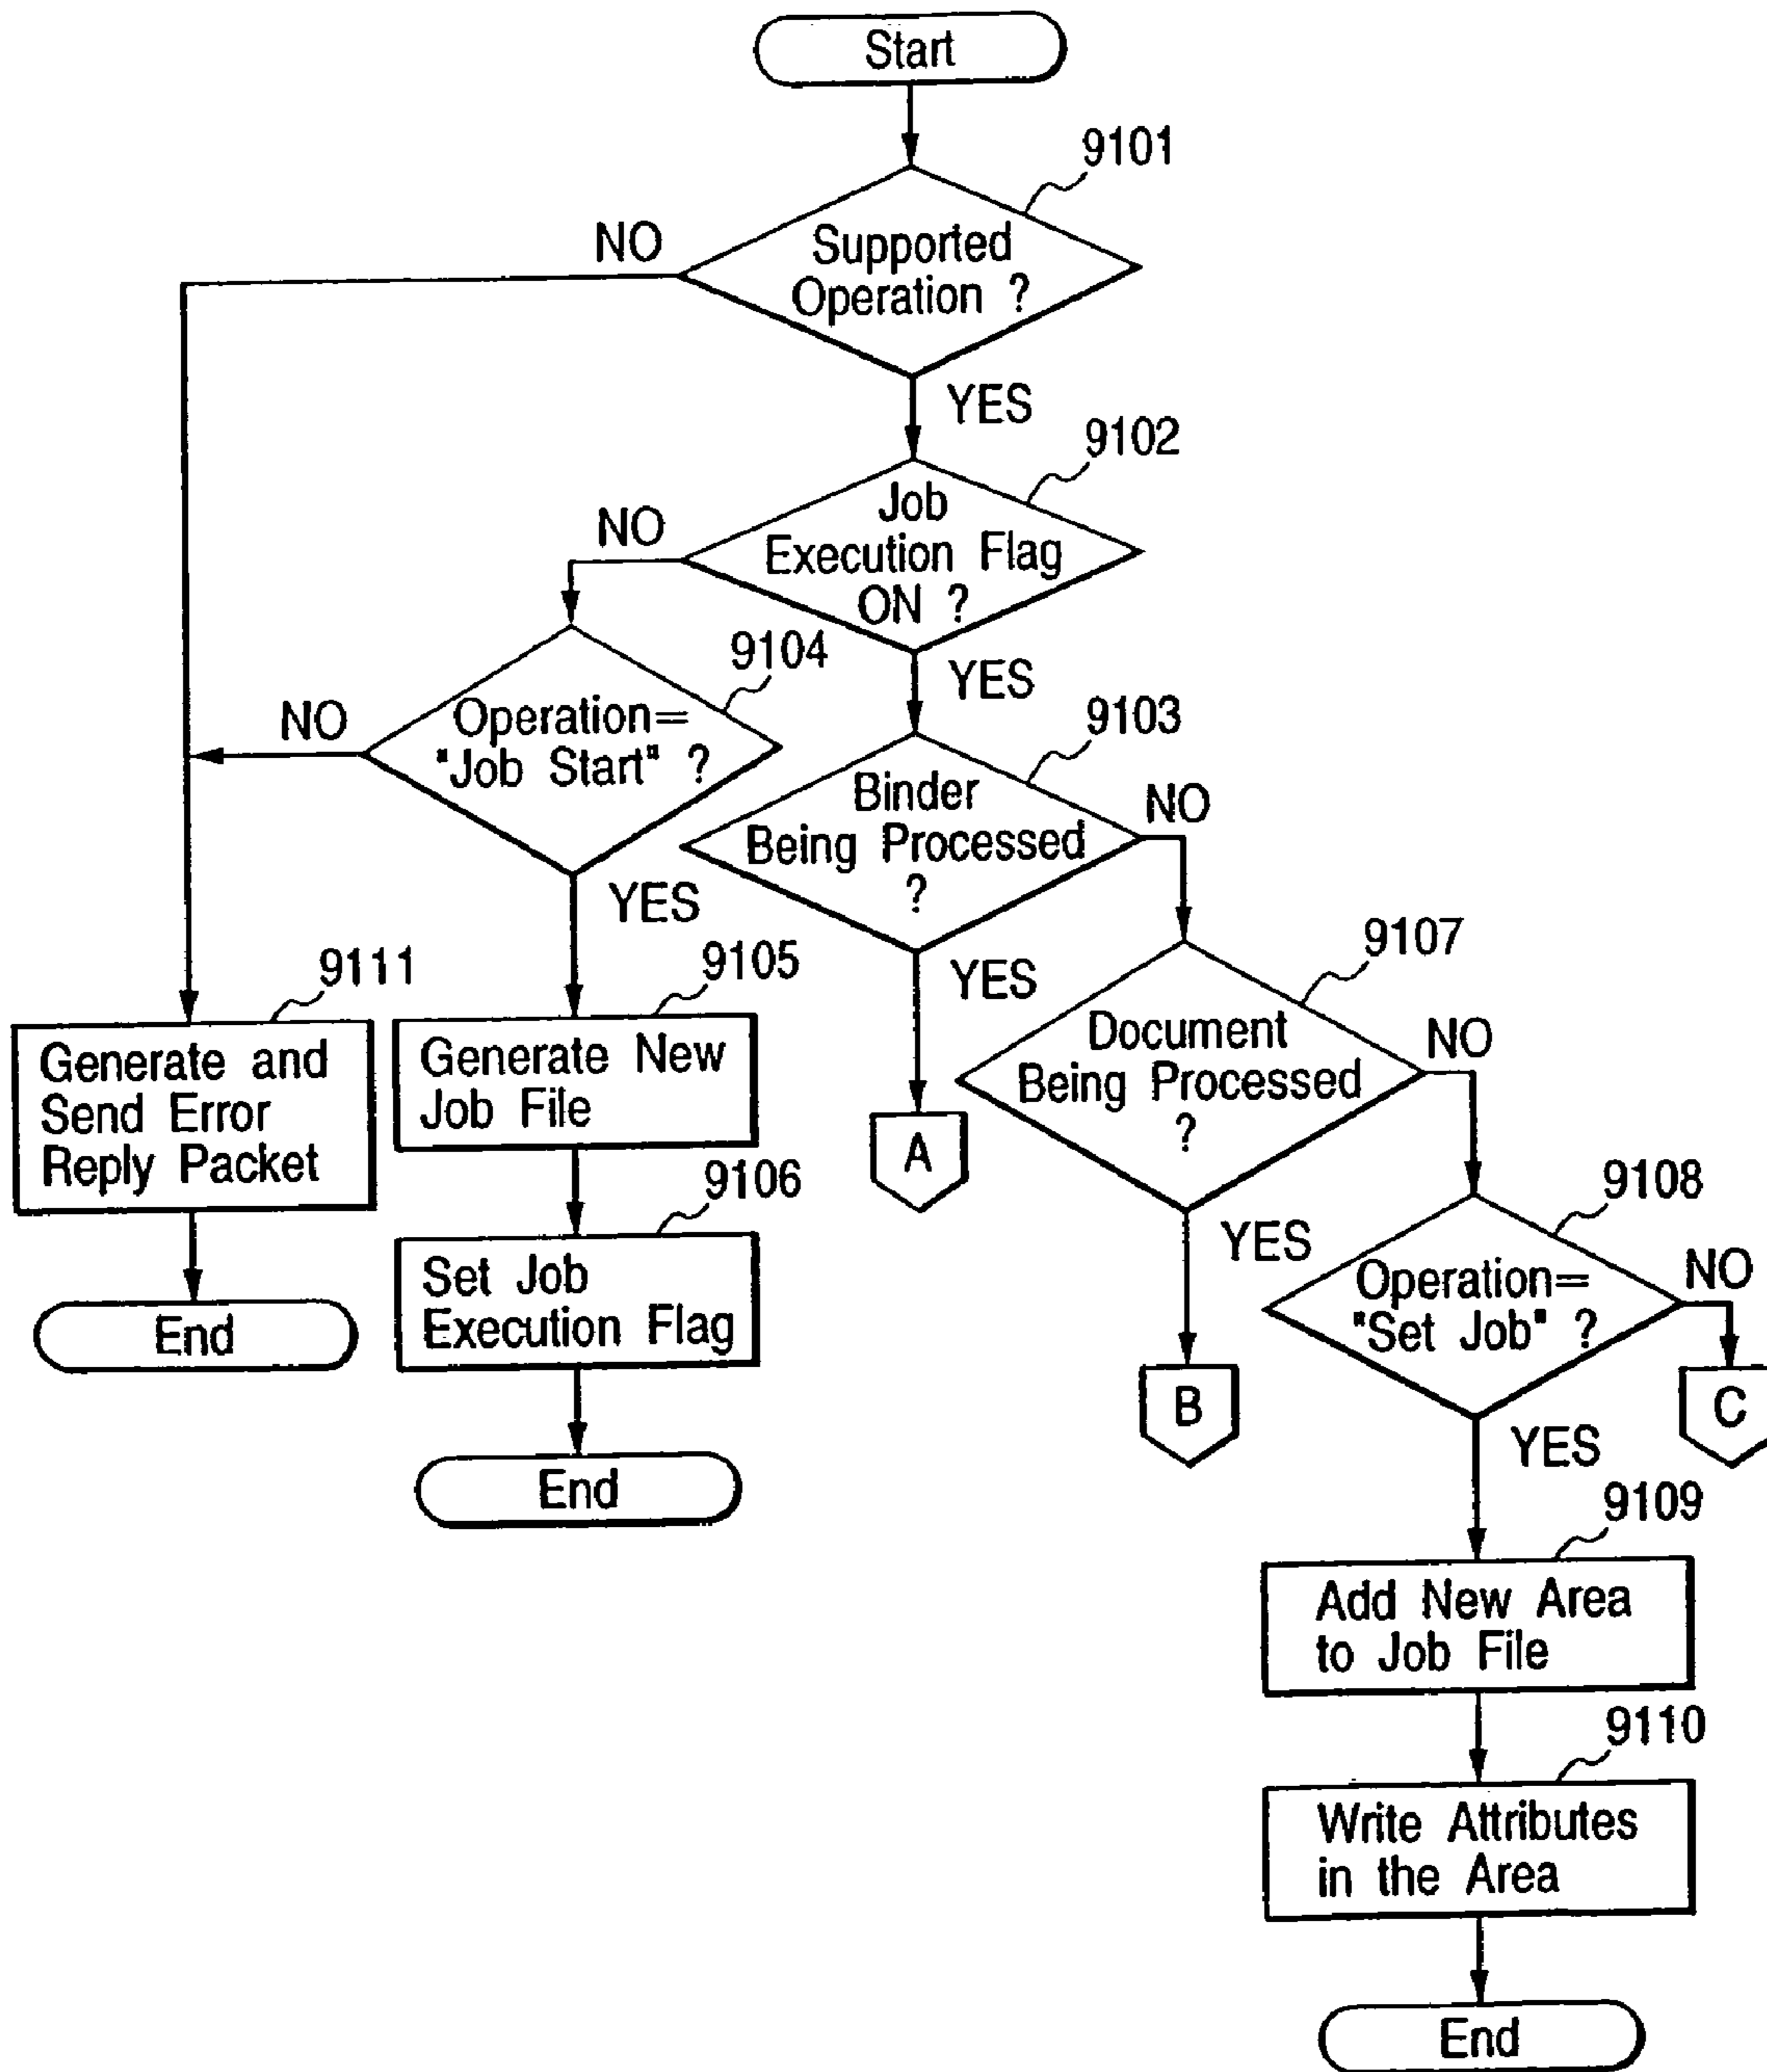 Start
9101
Supported
Operation ?
NO
YES
9102
Job
Execution Flag
ON ?
NO
YES
9104
Operation=
"Job Start" ?
NO
YES
9103
Binder
Being Processed
?
NO
YES
9107
Document
Being Processed
?
NO
YES
9111
Generate and
Send Error
Reply Packet
End
9105
Generate New
Job File
9106
Set Job
Execution Flag
End
A
B
9108
Operation=
"Set Job" ?
NO
C
YES
9109
Add New Area
to Job File
9110
Write Attributes
in the Area
End